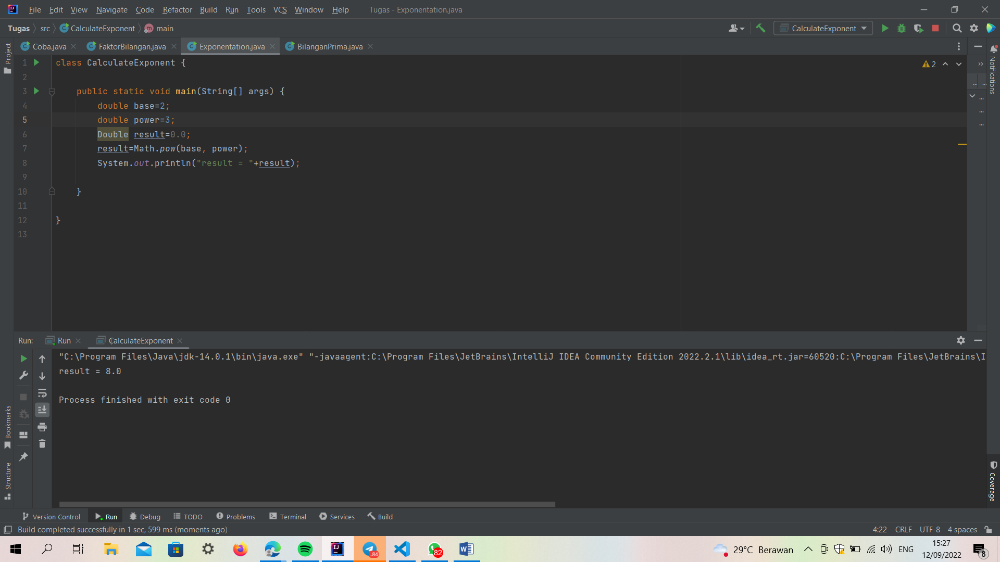 File Edit View Navigate Code Refactor Build Run Tools VCS Window Help Tugas - Exponentation.java
Tugas src CalculateExponent main CalculateExponent
Coba.java FaktorBilangan.java Exponentation.java BilanganPrima.java
Project
Notifications
2
1 class CalculateExponent {
2
3 public static void main(String[] args) {
4 double base=2;
5 double power=3;
6 Double result=0.0;
7 result=Math.pow(base, power);
8 System.out.println("result = "+result);
9
10 }
11
12 }
13
Run: Run CalculateExponent
"C:\Program Files\Java\jdk-14.0.1\bin\java.exe" "-javaagent:C:\Program Files\JetBrains\IntelliJ IDEA Community Edition 2022.2.1\lib\idea_rt.jar=60520:C:\Program Files\JetBrains\I
result = 8.0
Process finished with exit code 0
Bookmarks
Structure
Coverage
Version Control Run Debug TODO Problems Terminal Services Build
Build completed successfully in 1 sec, 599 ms (moments ago) 4:22 CRLF UTF-8 4 spaces
..84 82 29°C Berawan ENG 15:27
12/09/2022 8